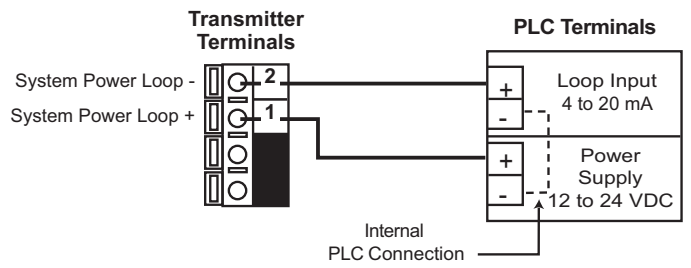 Transmitter
Terminals
PLC Terminals
System Power Loop -
2
+
Loop Input
4 to 20 mA
System Power Loop +
1
-
+
Power
Supply
12 to 24 VDC
-
Internal
PLC Connection